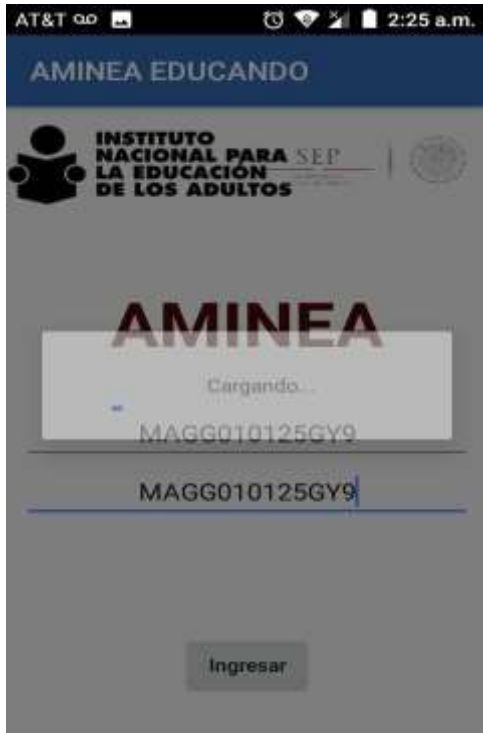 AT&T 2:25 a.m.
AMINEA EDUCANDO
INSTITUTO
NACIONAL PARA
LA EDUCACIÓN
DE LOS ADULTOS
SEP
AMINEA
Cargando...
MAGG010125GY9
MAGG010125GY9
Ingresar